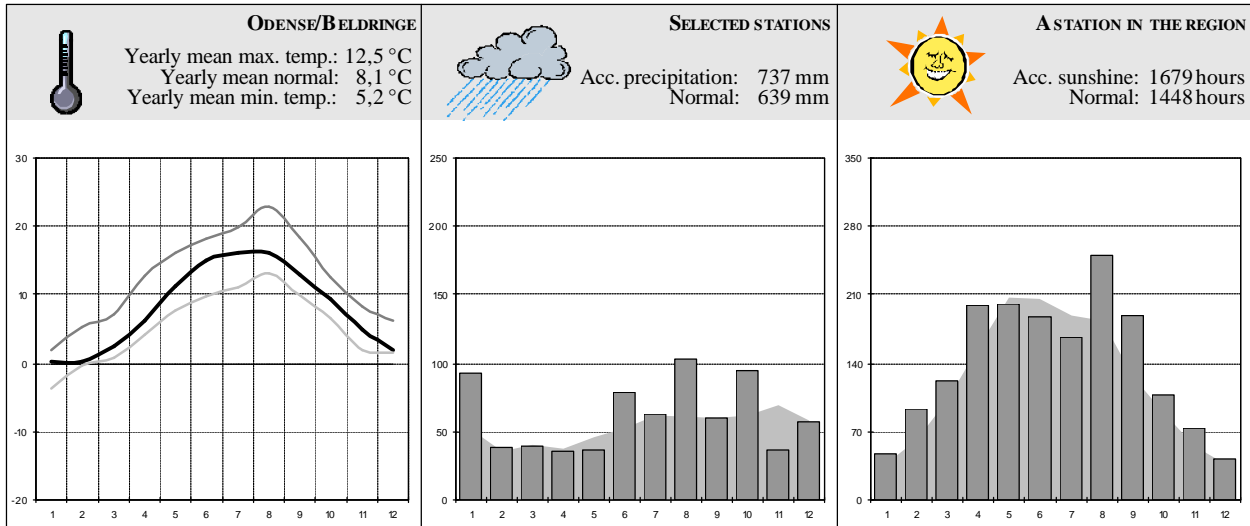 ODENSE/BELDRINGE
Yearly mean max. temp.: 12,5 °C
Yearly mean normal: 8,1 °C
Yearly mean min. temp.: 5,2 °C
30
20
10
0
-10
-20
1 2 3 4 5 6 7 8 9 10 11 12
SELECTED STATIONS
Acc. precipitation: 737 mm
Normal: 639 mm
250
200
150
100
50
0
1 2 3 4 5 6 7 8 9 10 11 12
A STATION IN THE REGION
Acc. sunshine: 1679 hours
Normal: 1448 hours
350
280
210
140
70
0
1 2 3 4 5 6 7 8 9 10 11 12